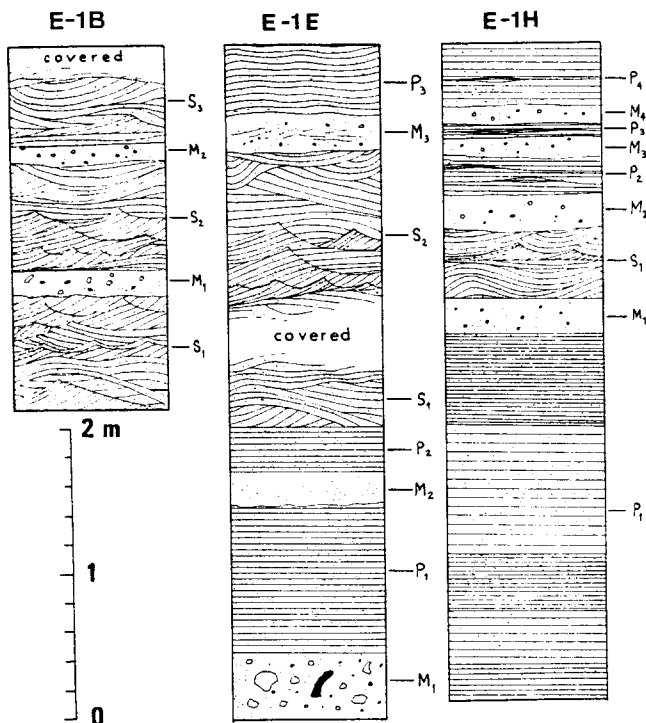 E-1B
covered
S₃
M₂
S₂
M₁
S₁
2 m
1
0
E-1E
P₃
M₃
S₂
covered
S₁
P₂
M₂
P₁
M₁
E-1H
P₄
M₄
P₃
M₃
P₂
M₂
S₁
M₁
P₁